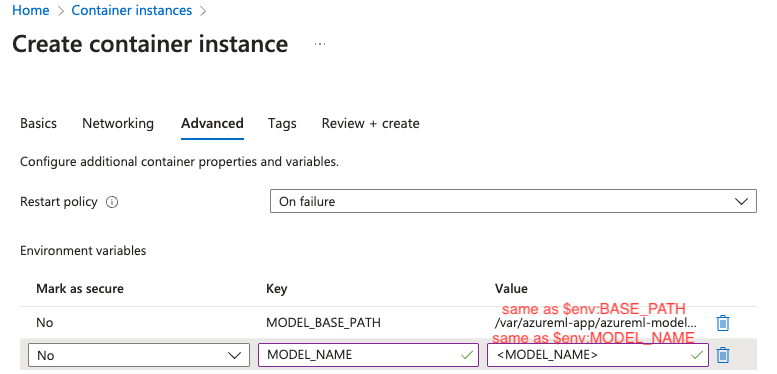 Home > Container instances >
Create container instance ...
Basics Networking Advanced Tags Review + create
Configure additional container properties and variables.
Restart policy On failure
Environment variables
Mark as secure Key Value
same as $env:BASE_PATH
No MODEL_BASE_PATH /var/azureml-app/azureml-model...
same as $env:MODEL_NAME
No MODEL_NAME <MODEL_NAME>